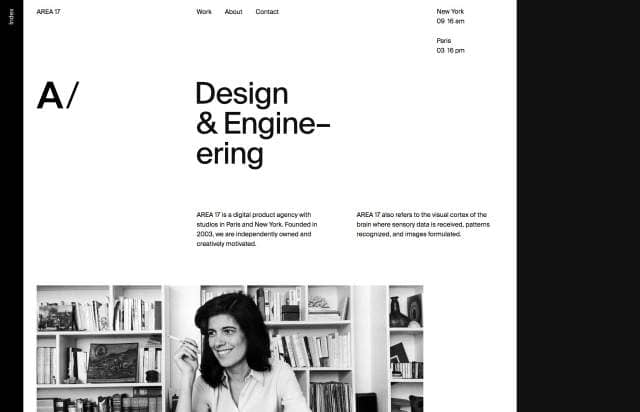 Index
AREA 17
Work
About
Contact
New York
09 16 am
Paris
03 16 pm
A/
Design
& Engine–
ering
AREA 17 is a digital product agency with
studios in Paris and New York. Founded in
2003, we are independently owned and
creatively motivated.
AREA 17 also refers to the visual cortex of the
brain where sensory data is received, patterns
recognized, and images formulated.